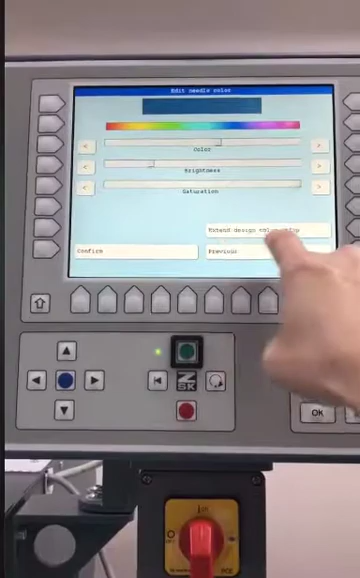 Edit needle color
< >
Color
< >
Brightness
< >
Saturation
Extend design color
Confirm
Previous
ZSK
OK